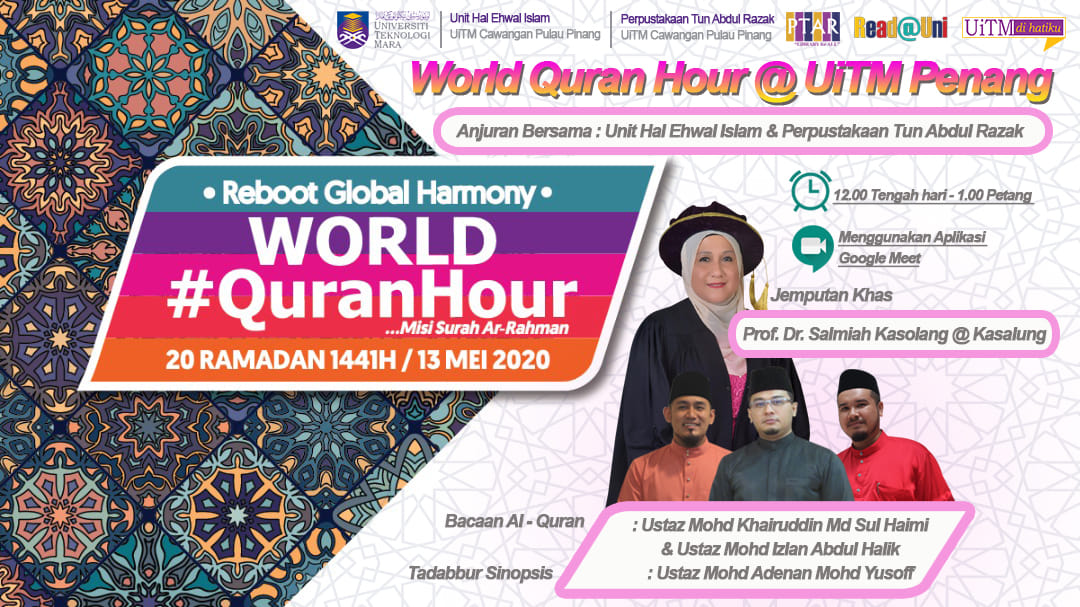 UNIVERSITI
TEKNOLOGI
MARA
Unit Hal Ehwal Islam
UiTM Cawangan Pulau Pinang
Perpustakaan Tun Abdul Razak
UiTM Cawangan Pulau Pinang
PTAR
Read@Uni
UiTM di hatiku
World Quran Hour @ UiTM Penang
Anjuran Bersama : Unit Hal Ehwal Islam & Perpustakaan Tun Abdul Razak
• Reboot Global Harmony •
WORLD
#QuranHour
...Misi Surah Ar-Rahman
20 RAMADAN 1441H / 13 MEI 2020
12.00 Tengah hari - 1.00 Petang
Menggunakan Aplikasi
Google Meet
Jemputan Khas
Prof. Dr. Salmiah Kasolang @ Kasalung
Bacaan Al - Quran : Ustaz Mohd Khairuddin Md Sul Haimi
& Ustaz Mohd Izlan Abdul Halik
Tadabbur Sinopsis : Ustaz Mohd Adenan Mohd Yusoff